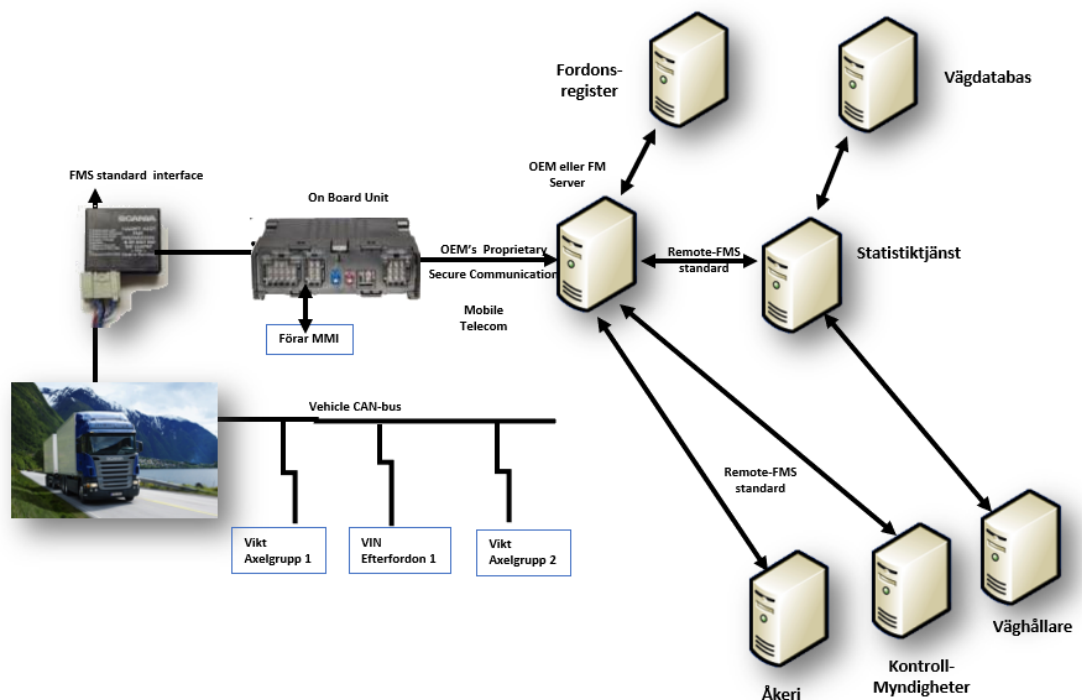 Fordons-
register
Vägdatabas
FMS standard interface
On Board Unit
OEM eller FM
Server
SCANIA
OEM's Proprietary
Secure Communication
Mobile
Telecom
Remote-FMS
standard
Statistiktjänst
Förar MMI
Vehicle CAN-bus
Remote-FMS
standard
Vikt
Axelgrupp 1
VIN
Efterfordon 1
Vikt
Axelgrupp 2
Väghållare
Kontroll-
Myndigheter
Åkeri